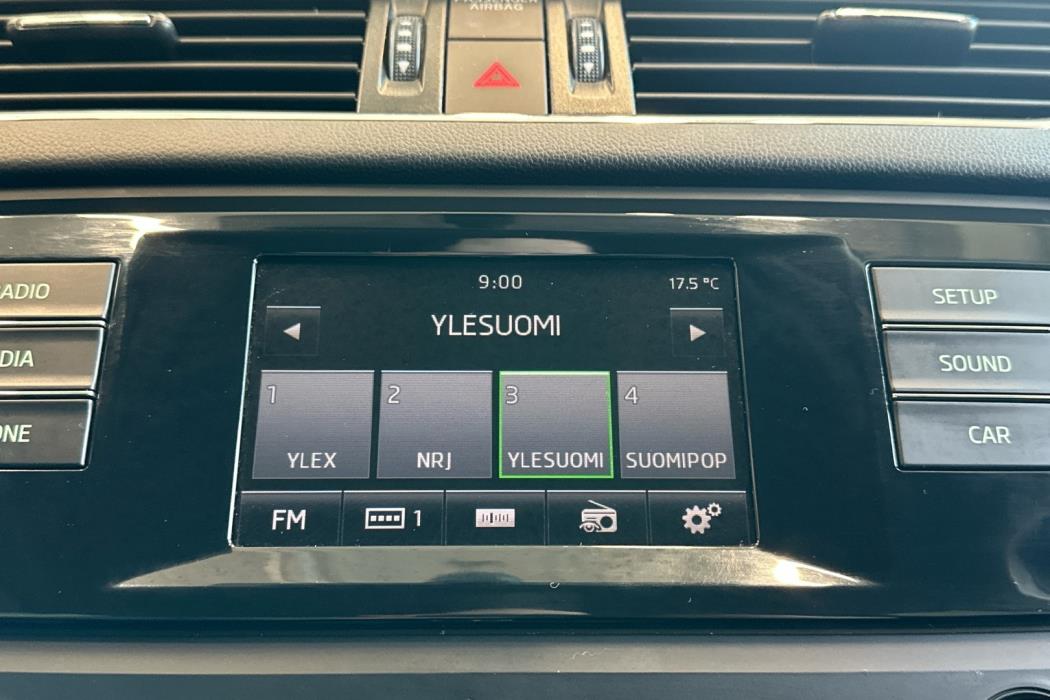 AIRBAG
9:00
17.5 °C
YLESUOMI
1
2
3
4
YLEX
NRJ
YLESUOMI
SUOMIPOP
FM
1
ADIO
DIA
ONE
SETUP
SOUND
CAR